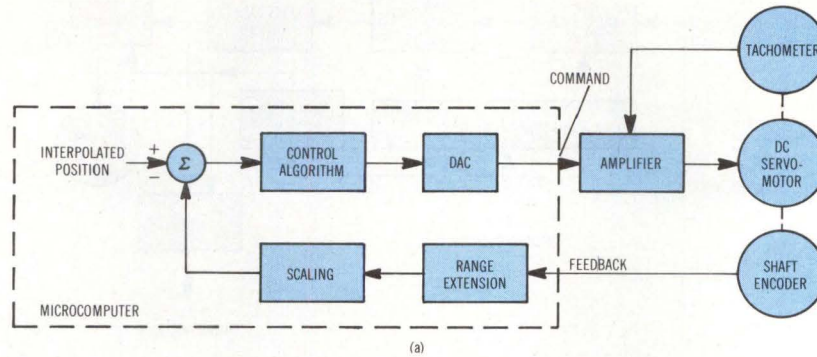 TACHOMETER
COMMAND
INTERPOLATED
POSITION
+
−
Σ
CONTROL
ALGORITHM
DAC
AMPLIFIER
DC
SERVO-
MOTOR
SCALING
RANGE
EXTENSION
FEEDBACK
SHAFT
ENCODER
MICROCOMPUTER
(a)